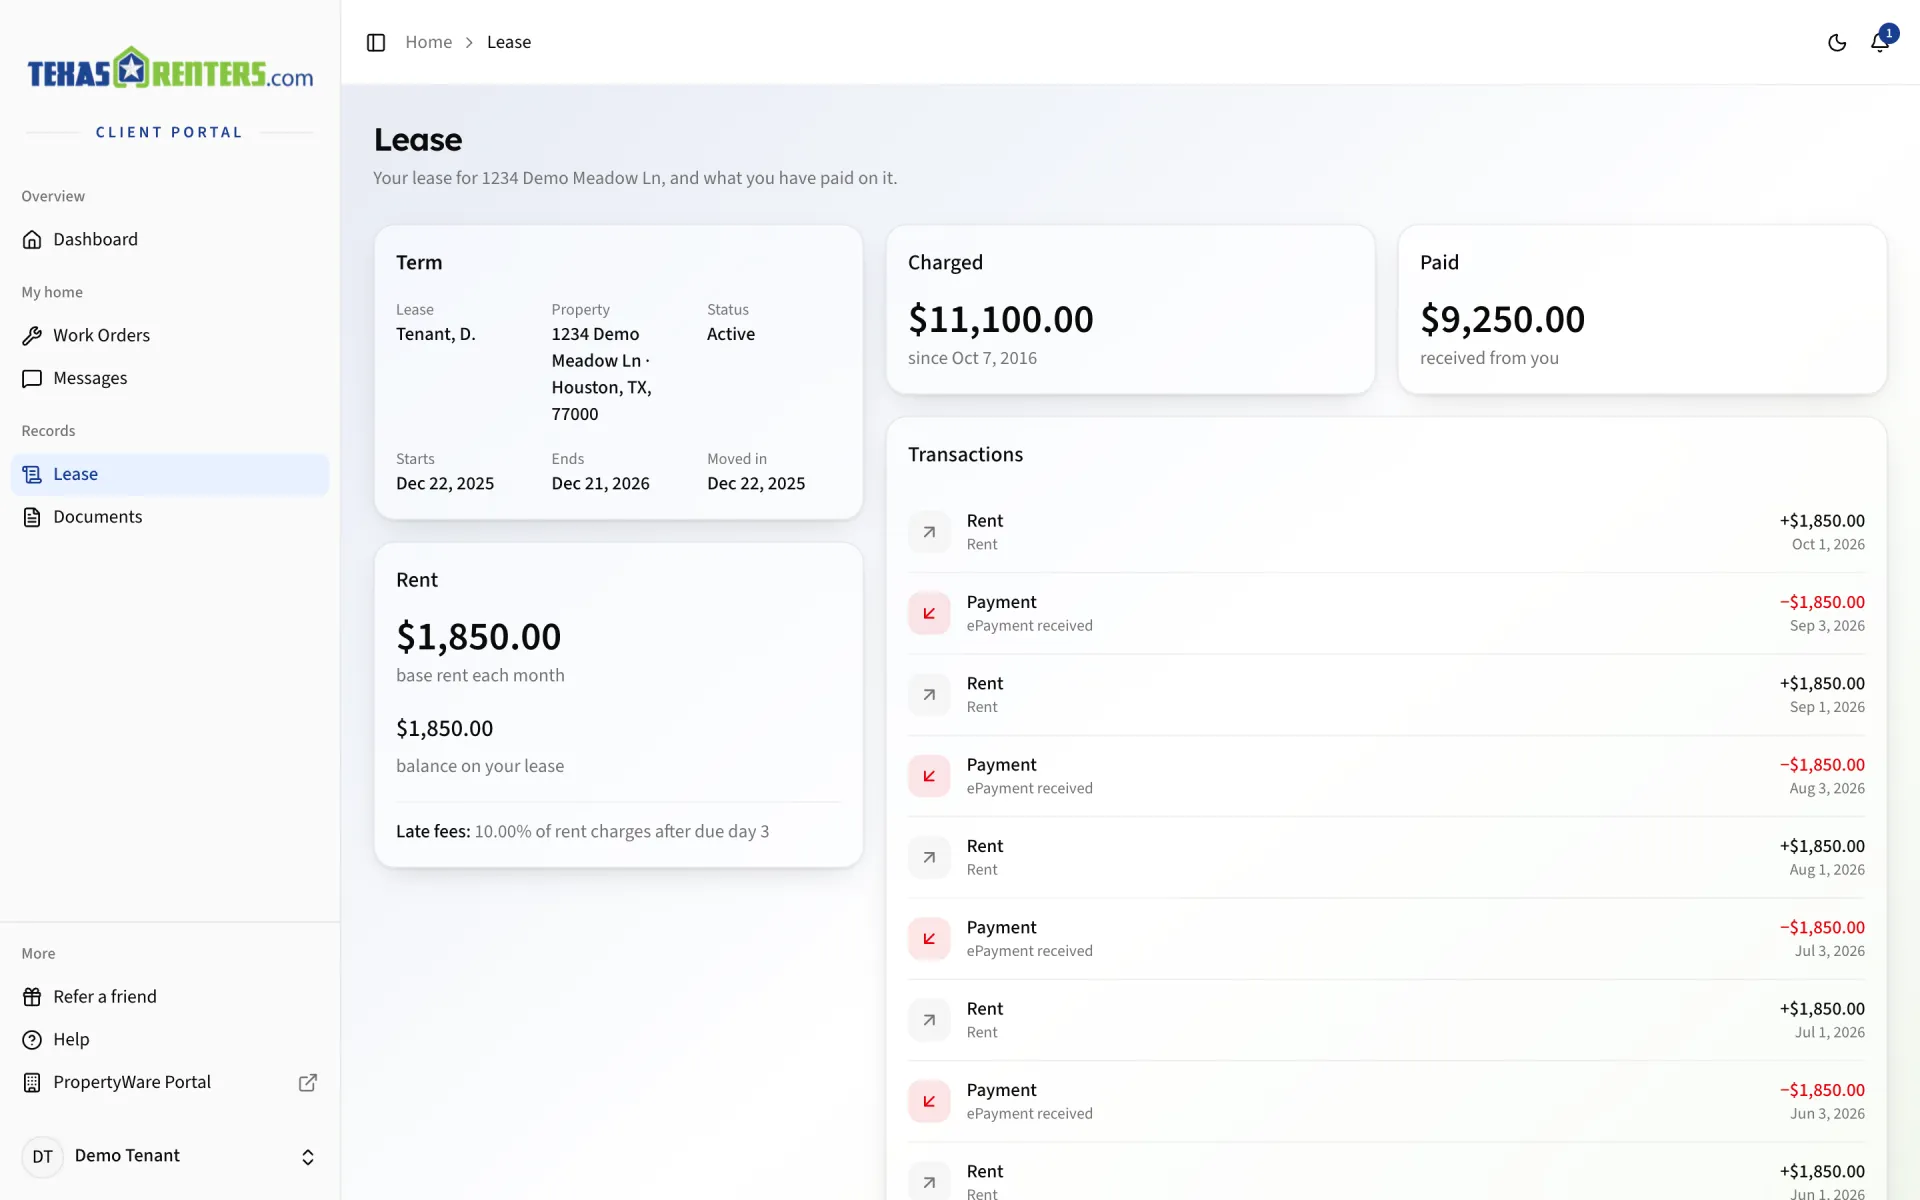 TEXAS RENTERS.com
CLIENT PORTAL
Overview
Dashboard
My home
Work Orders
Messages
Records
Lease
Documents
More
Refer a friend
Help
PropertyWare Portal
DT
Demo Tenant
Home
Lease
1
Lease
Your lease for 1234 Demo Meadow Ln, and what you have paid on it.
Term
Lease
Tenant, D.
Property
1234 Demo
Meadow Ln ·
Houston, TX,
77000
Status
Active
Starts
Dec 22, 2025
Ends
Dec 21, 2026
Moved in
Dec 22, 2025
Rent
$1,850.00
base rent each month
$1,850.00
balance on your lease
Late fees: 10.00% of rent charges after due day 3
Charged
$11,100.00
since Oct 7, 2016
Paid
$9,250.00
received from you
Transactions
Rent
+$1,850.00
Rent
Oct 1, 2026
Payment
−$1,850.00
ePayment received
Sep 3, 2026
Rent
+$1,850.00
Rent
Sep 1, 2026
Payment
−$1,850.00
ePayment received
Aug 3, 2026
Rent
+$1,850.00
Rent
Aug 1, 2026
Payment
−$1,850.00
ePayment received
Jul 3, 2026
Rent
+$1,850.00
Rent
Jul 1, 2026
Payment
−$1,850.00
ePayment received
Jun 3, 2026
Rent
+$1,850.00
Rent
Jun 1, 2026